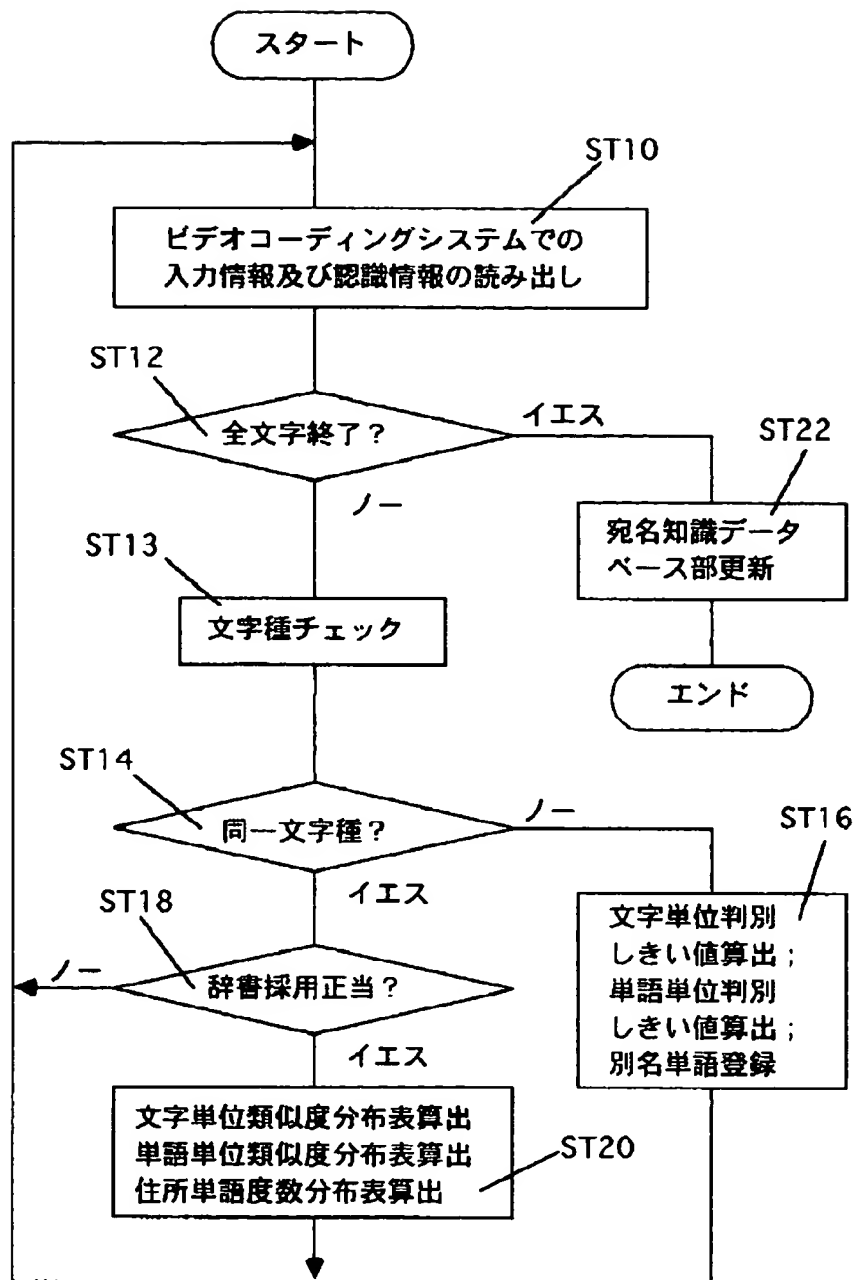 スタート
ST10
ビデオコーディングシステムでの
入力情報及び認識情報の読み出し
ST12
全文字終了？
イエス
ノー
ST22
宛名知識データ
ベース部更新
エンド
ST13
文字種チェック
ST14
同一文字種？
ノー
イエス
ST16
文字単位判別
しきい値算出；
単語単位判別
しきい値算出；
別名単語登録
ST18
辞書採用正当？
ノー
イエス
文字単位類似度分布表算出
単語単位類似度分布表算出
住所単語度数分布表算出
ST20